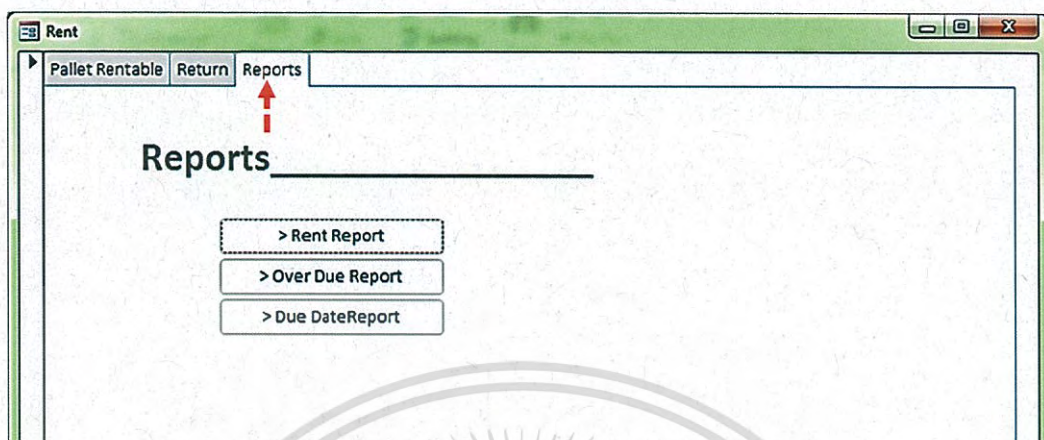 Rent
Pallet Rentable Return Reports
Reports
> Rent Report
> Over Due Report
> Due DateReport